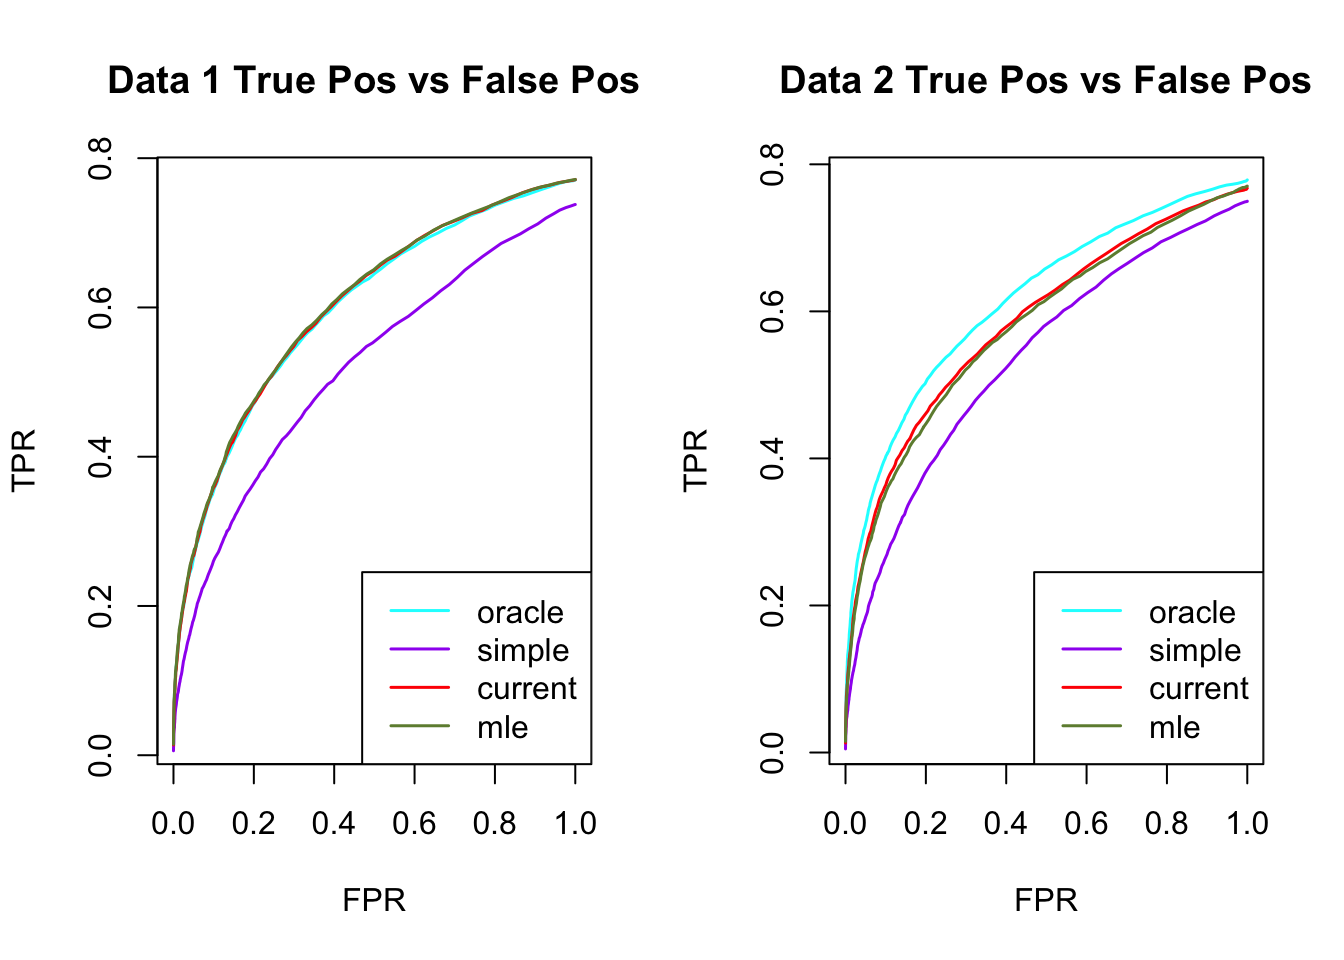 Data 1 True Pos vs False Pos
TPR
0.8
0.6
0.4
0.2
0.0
oracle
simple
current
mle
0.0 0.2 0.4 0.6 0.8 1.0
FPR
Data 2 True Pos vs False Pos
TPR
0.8
0.6
0.4
0.2
0.0
oracle
simple
current
mle
0.0 0.2 0.4 0.6 0.8 1.0
FPR